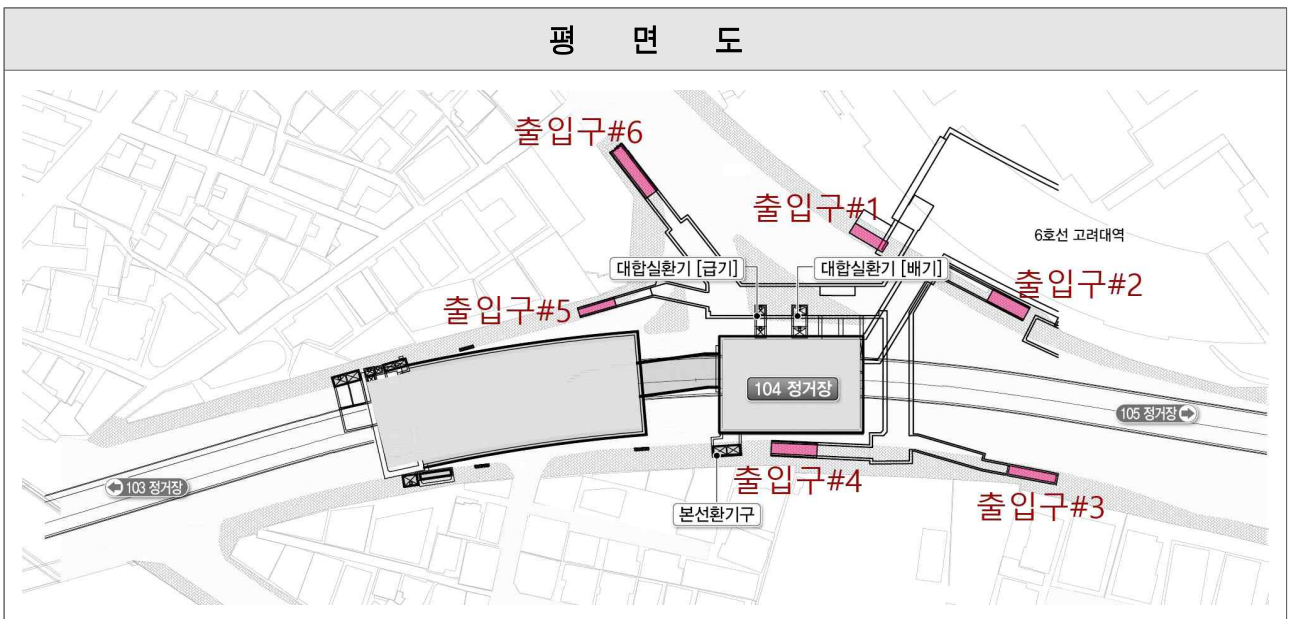 평 면 도
출입구#6
출입구#1
6호선 고려대역
대합실환기 [급기]
대합실환기 [배기]
출입구#2
출입구#5
104 정거장
105 정거장
103 정거장
출입구#4
출입구#3
본선환기구